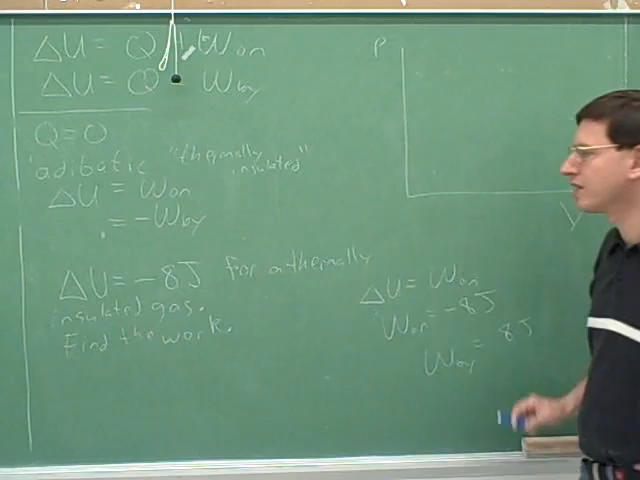 ΔU = Q + Won
ΔU = Q - Wby
Q = 0
adibatic "thermally insulated"
ΔU = Won
= -Wby
ΔU = -8J for a thermally
insulated gas.
Find the work.
ΔU = Won
Won = -8J
Wby = 8J
P
V